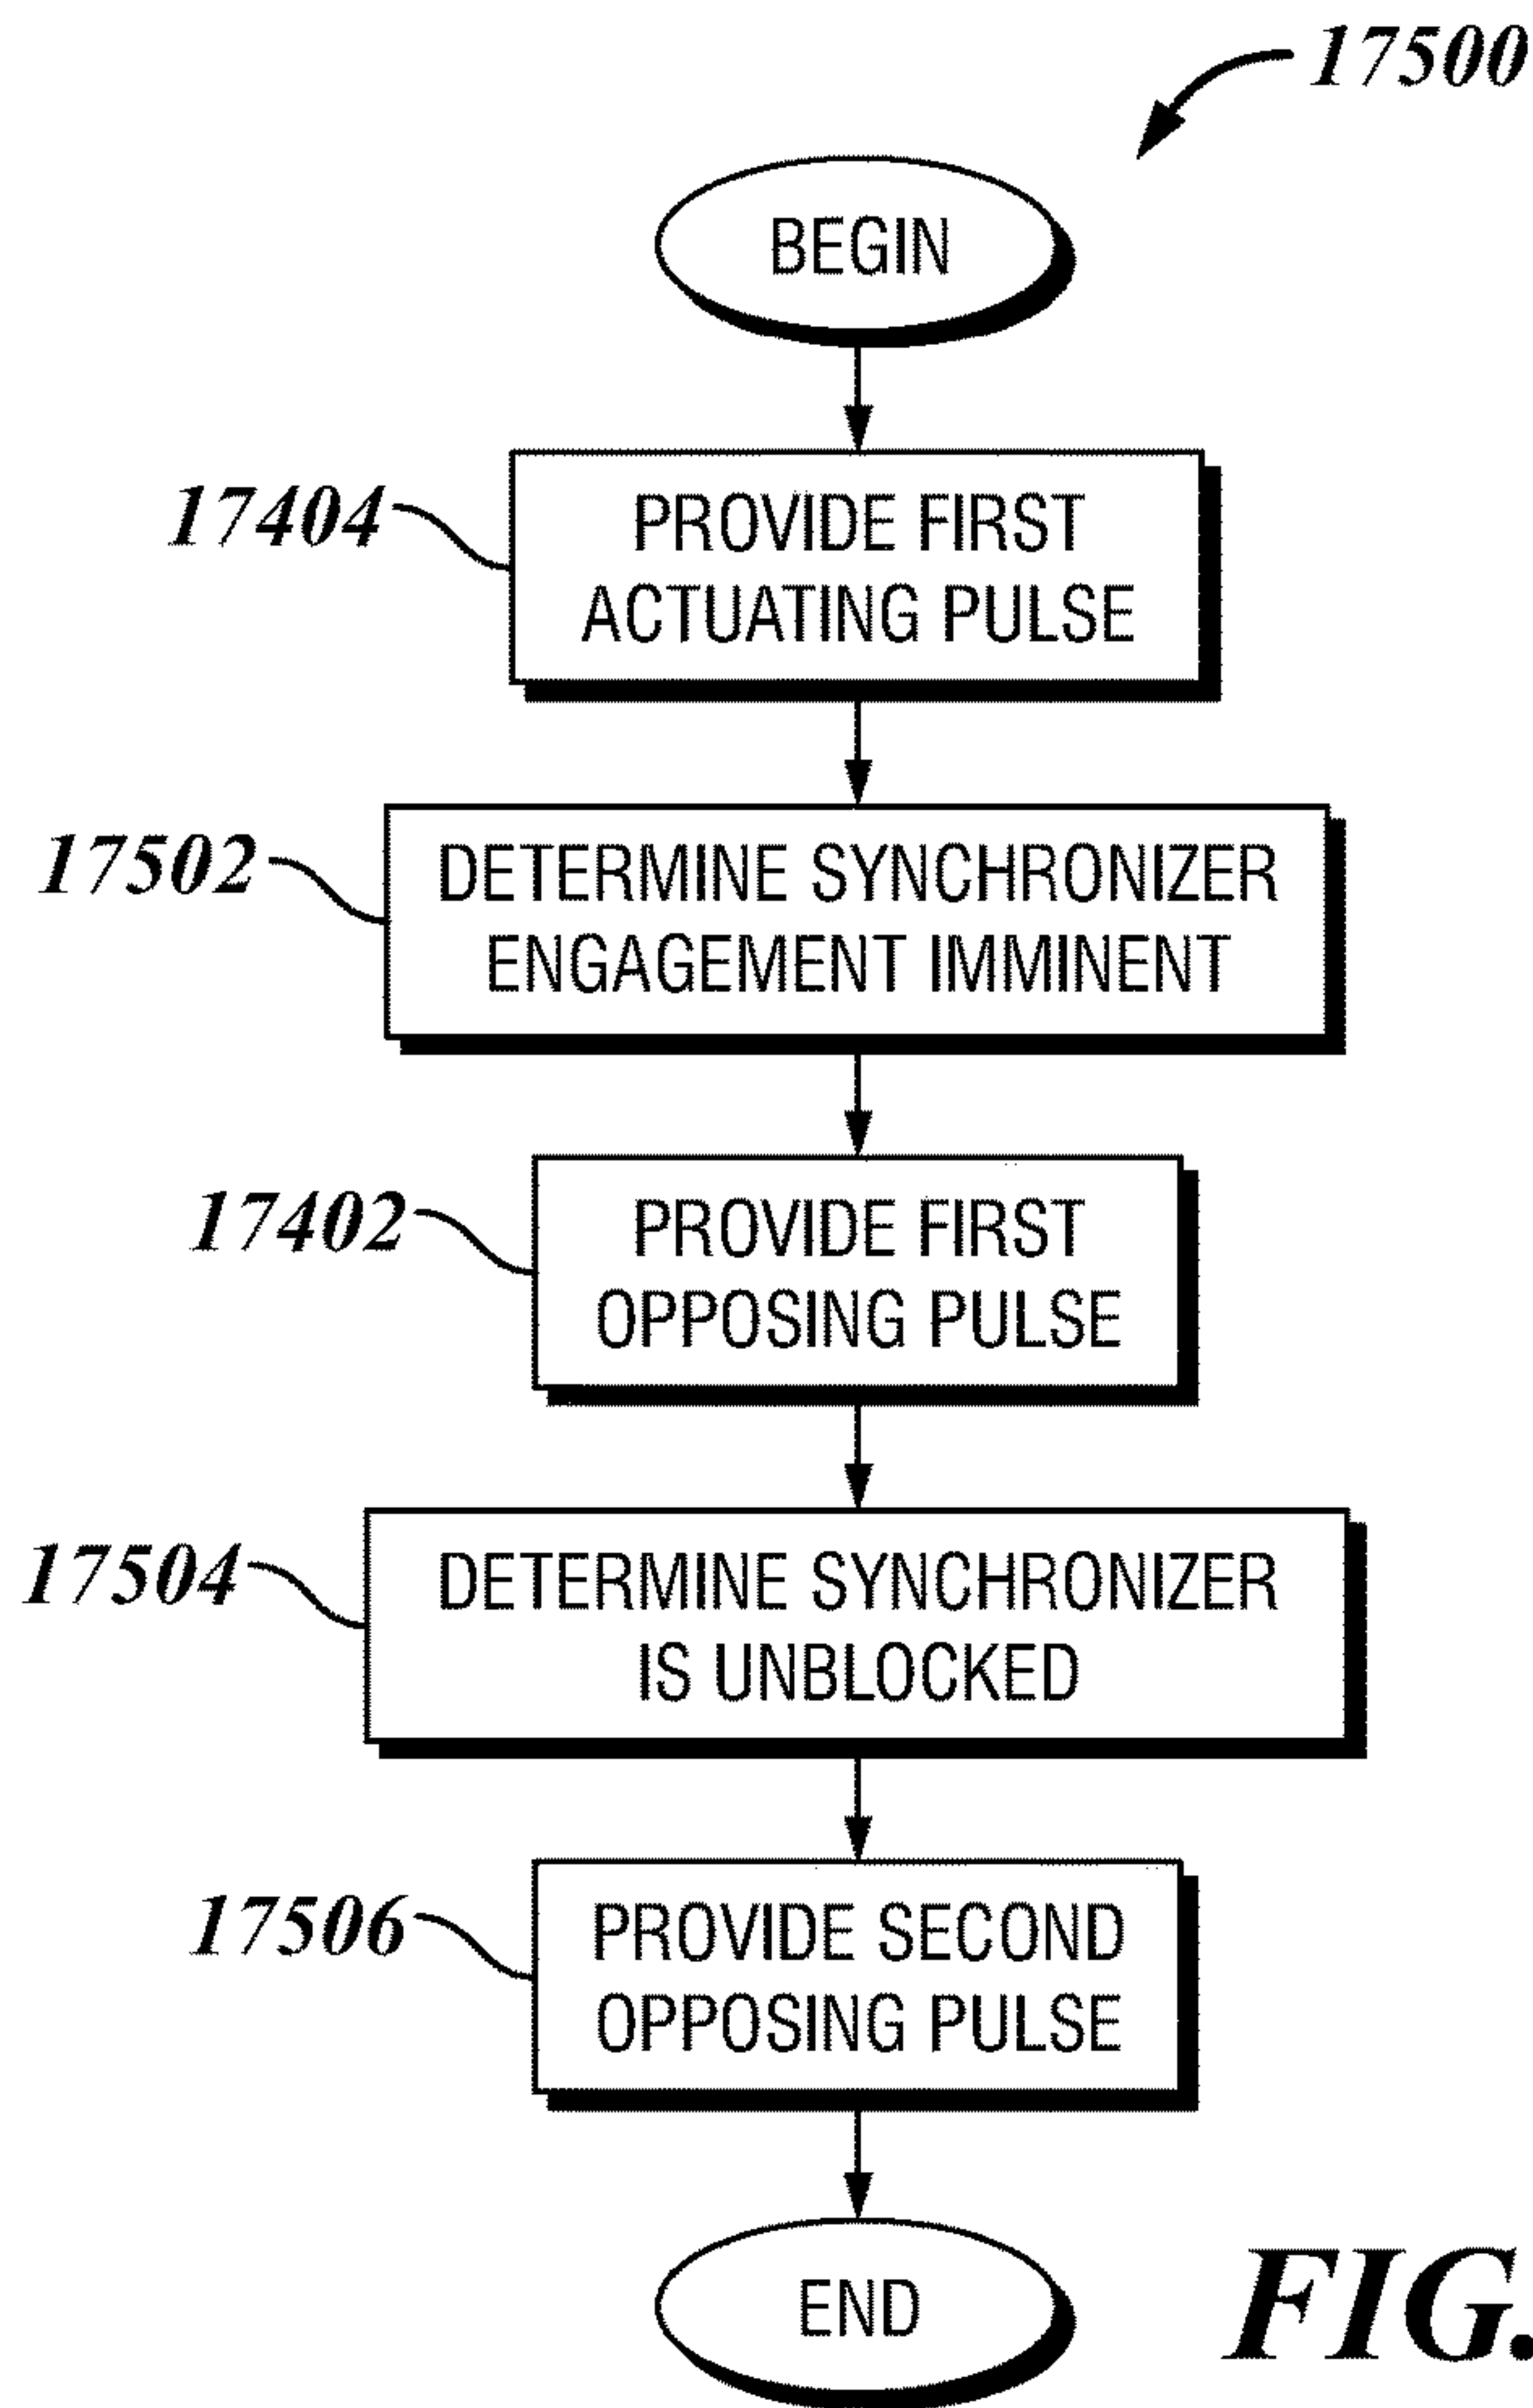 17500
BEGIN
17404
PROVIDE FIRST
ACTUATING PULSE
17502
DETERMINE SYNCHRONIZER
ENGAGEMENT IMMINENT
17402
PROVIDE FIRST
OPPOSING PULSE
17504
DETERMINE SYNCHRONIZER
IS UNBLOCKED
17506
PROVIDE SECOND
OPPOSING PULSE
END
FIG.